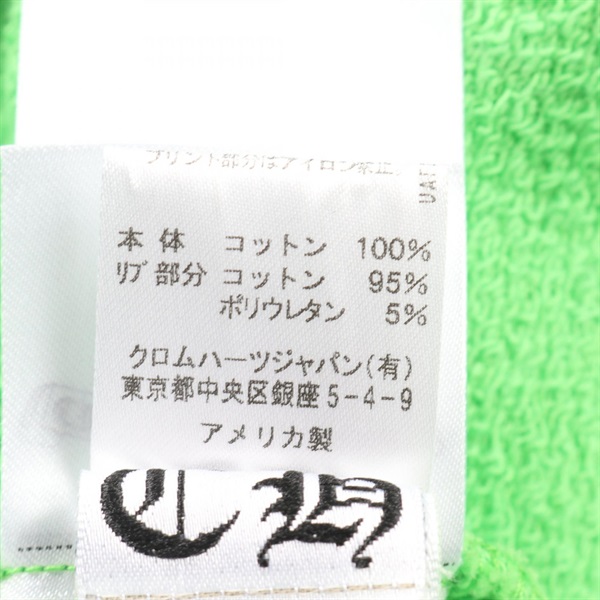 プリント部分はアイロン禁止。
本体 コットン 100%
ﾘﾌﾞ部分 コットン 95%
ポリウレタン 5%
クロムハーツジャパン(有)
東京都中央区銀座5-4-9
アメリカ製
CH